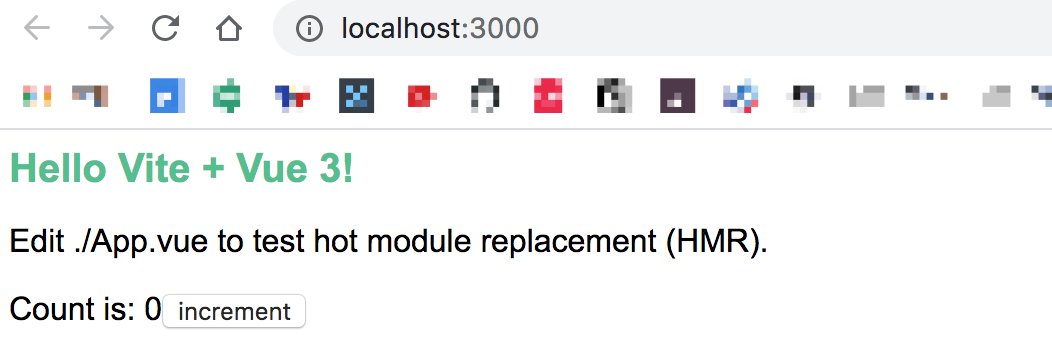 localhost:3000
Hello Vite + Vue 3!
Edit ./App.vue to test hot module replacement (HMR).
Count is: 0 increment